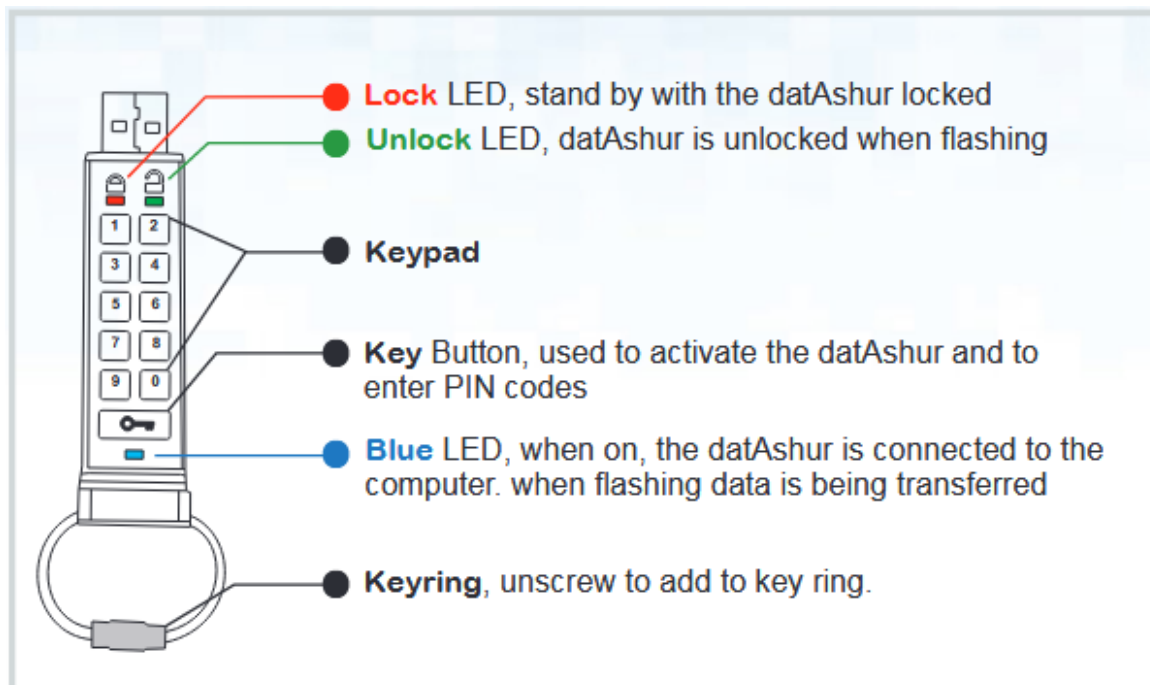 Lock LED, stand by with the datAshur locked
Unlock LED, datAshur is unlocked when flashing
1 2
3 4
5 6
7 8
9 0
Keypad
Key Button, used to activate the datAshur and to
enter PIN codes
Blue LED, when on, the datAshur is connected to the
computer. when flashing data is being transferred
Keyring, unscrew to add to key ring.